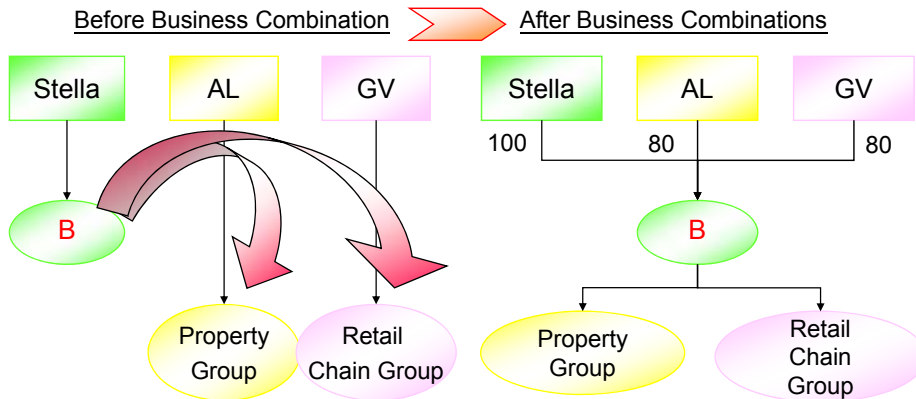 Before Business Combination
After Business Combinations
Stella
AL
GV
B
Property
Group
Retail
Chain Group
Stella
AL
GV
100
80
80
B
Property
Group
Retail
Chain
Group